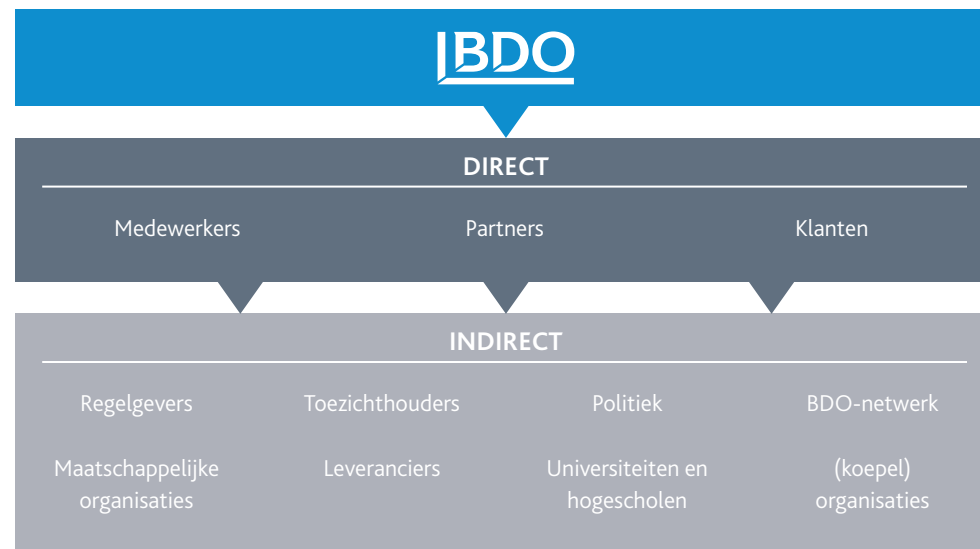 BDO
DIRECT
Medewerkers Partners Klanten
INDIRECT
Regelgevers Toezichthouders Politiek BDO-netwerk
Maatschappelijke organisaties
Leveranciers
Universiteiten en hogescholen
(koepel) organisaties